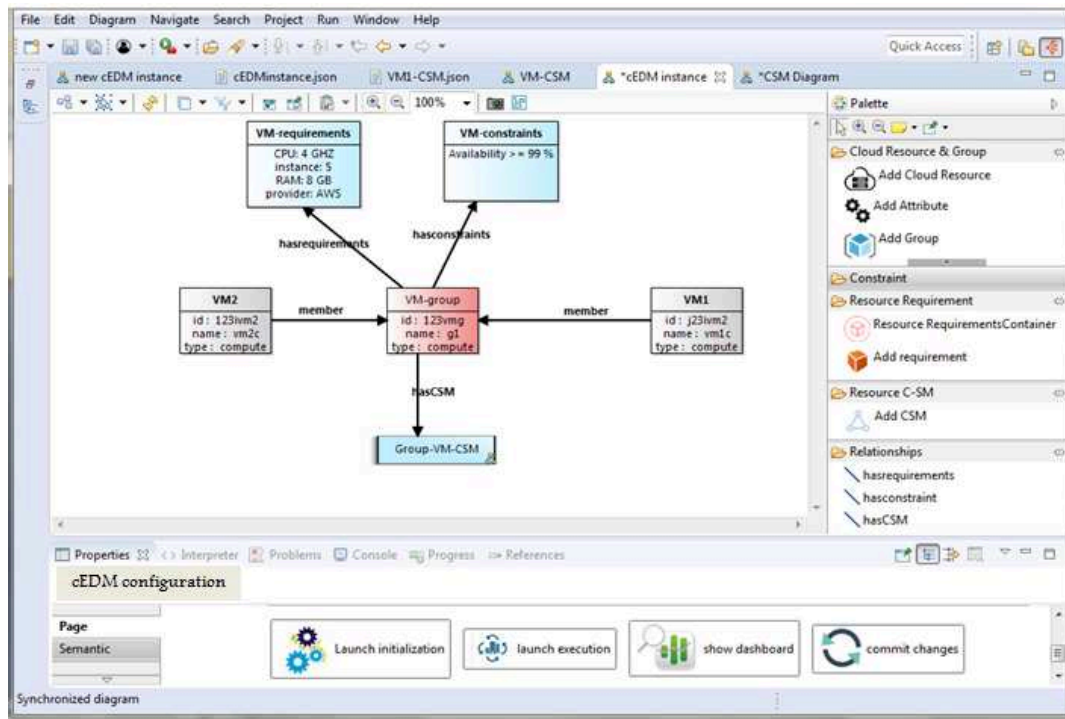 File Edit Diagram Navigate Search Project Run Window Help
Quick Access
new cEDM instance cEDMinstance.json VM1-CSM.json VM-CSM *cEDM instance *CSM Diagram
100%
Palette
VM-requirements
CPU: 4 GHZ
instance: 5
RAM: 8 GB
provider: AWS
VM-constraints
Availability > = 99 %
hasrequirements
hasconstraints
VM2
id : 123ivm2
name : vm2c
type : compute
member
VM-group
id : 123vmg
name : g1
type : compute
member
VM1
id : j23ivm2
name : vm1c
type : compute
hasCSM
Group-VM-CSM
Cloud Resource & Group
Add Cloud Resource
Add Attribute
Add Group
Constraint
Resource Requirement
Resource RequirementsContainer
Add requirement
Resource C-SM
Add CSM
Relationships
hasrequirements
hasconstraint
hasCSM
Properties Interpreter Problems Console Progress References
cEDM configuration
Page
Semantic
Launch initialization launch execution show dashboard commit changes
Synchronized diagram